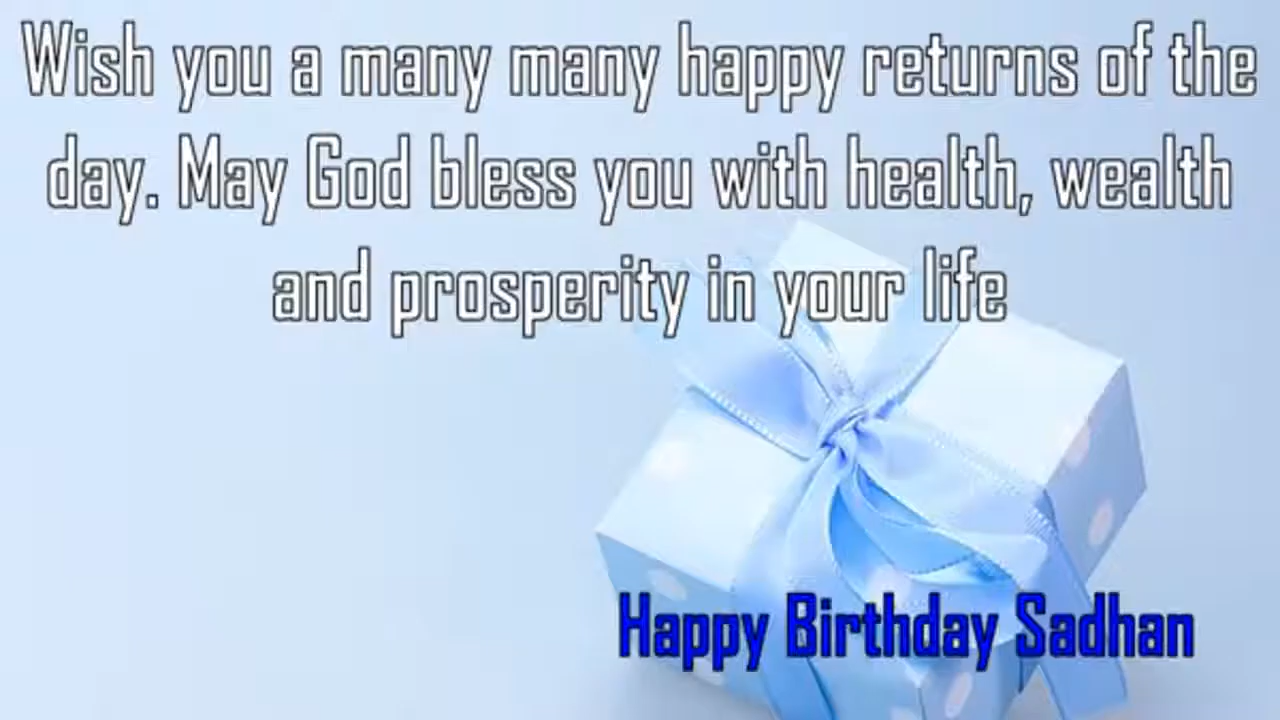 Wish you a many many happy returns of the
day. May God bless you with health, wealth
and prosperity in your life
Happy Birthday Sadhan